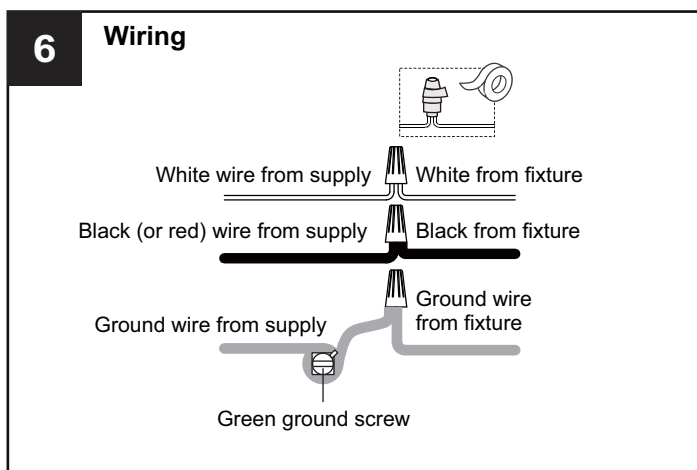 6
Wiring
White wire from supply
White from fixture
Black (or red) wire from supply
Black from fixture
Ground wire from supply
Ground wire
from fixture
Green ground screw